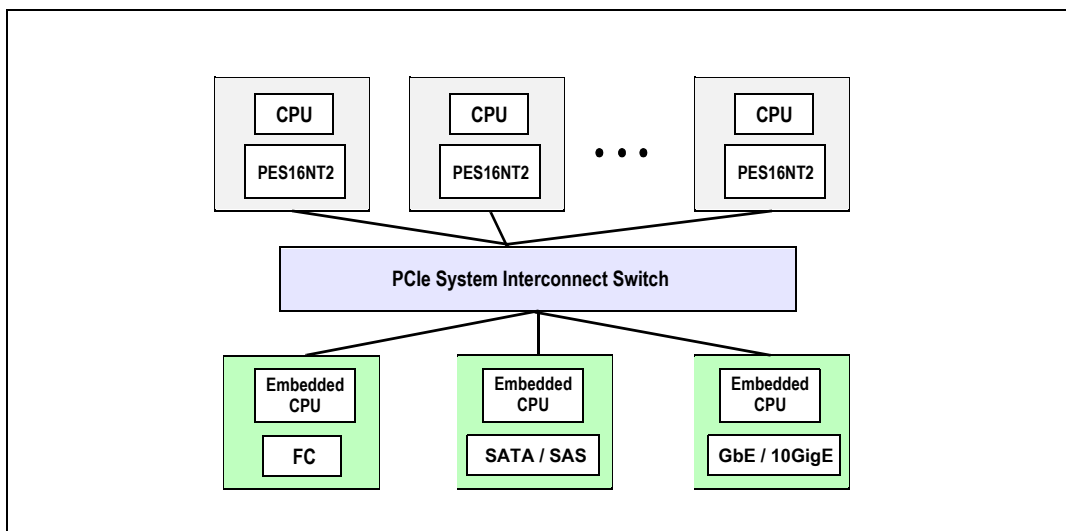 CPU
PES16NT2
CPU
PES16NT2
• • •
CPU
PES16NT2
PCIe System Interconnect Switch
Embedded
CPU
FC
Embedded
CPU
SATA / SAS
Embedded
CPU
GbE / 10GigE